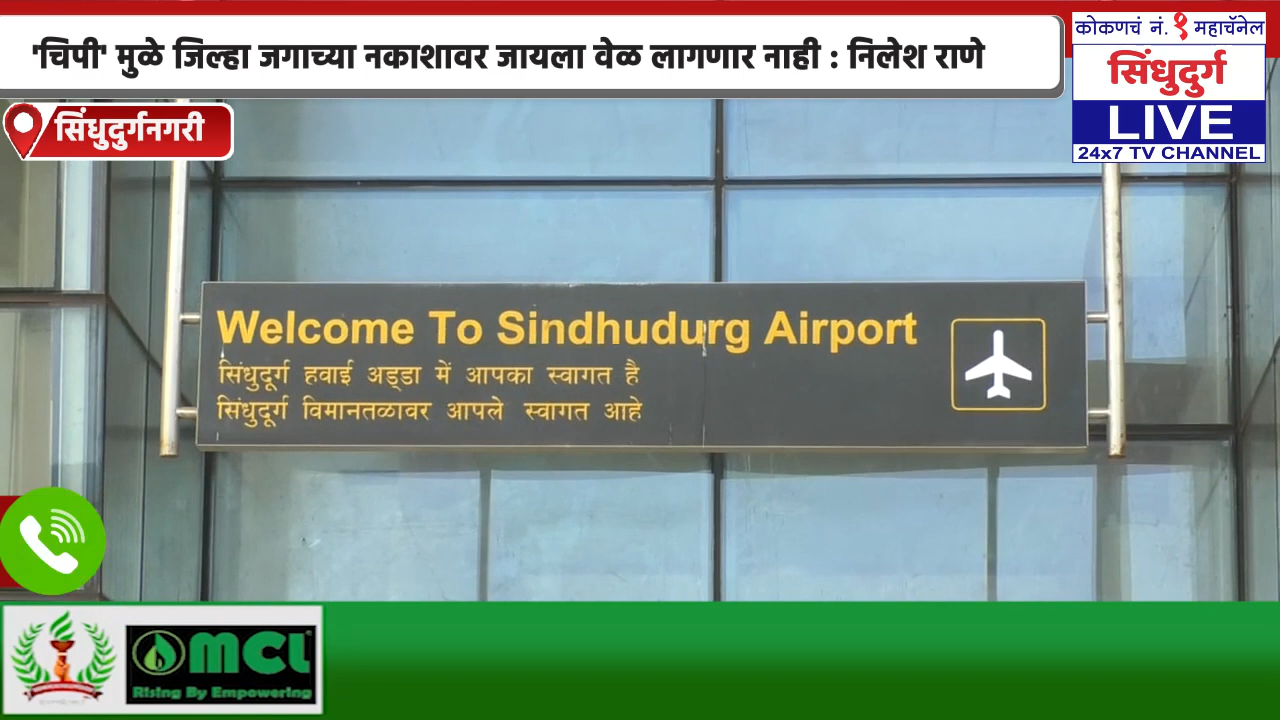 'चिपी' मुळे जिल्हा जगाच्या नकाशावर जायला वेळ लागणार नाही : निलेश राणे
कोकणचं नं. १ महाचॅनेल
सिंधुदुर्ग
LIVE
24x7 TV CHANNEL
सिंधुदुर्गनगरी
Welcome To Sindhudurg Airport
सिंधुदूर्ग हवाई अड्डा में आपका स्वागत है
सिंधुदूर्ग विमानतळावर आपले स्वागत आहे
MCL
Rising By Empowering